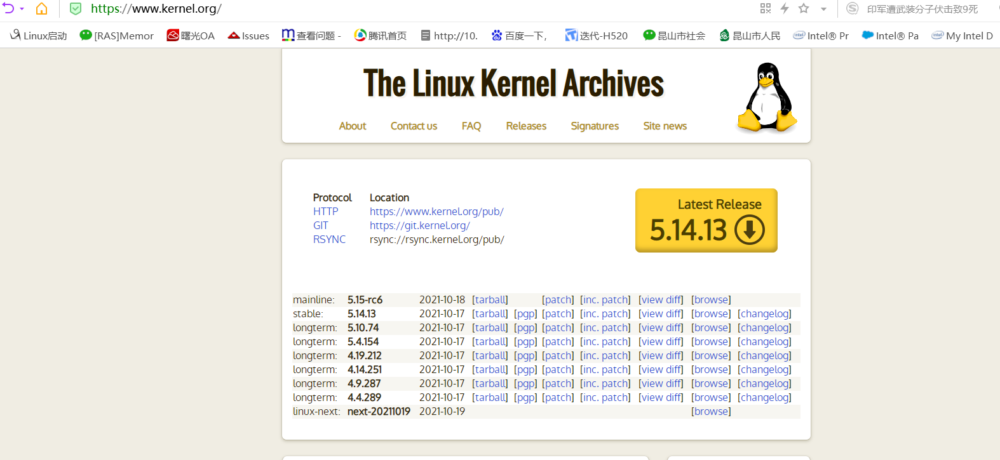 https://www.kernel.org/ 印军遭武装分子伏击致9死
Linux启动 [RAS]Memor 曙光OA Issues 查看问题 - 腾讯首页 http://10. 百度一下, 迭代-H520 昆山市社会 昆山市人民 Intel® Pr Intel® Pa My Intel D
The Linux Kernel Archives
About Contact us FAQ Releases Signatures Site news
Protocol Location
HTTP https://www.kernel.org/pub/
GIT https://git.kernel.org/
RSYNC rsync://rsync.kernel.org/pub/
Latest Release
5.14.13
mainline: 5.15-rc6 2021-10-18 [tarball] [patch] [inc. patch] [view diff] [browse]
stable: 5.14.13 2021-10-17 [tarball] [pgp] [patch] [inc. patch] [view diff] [browse] [changelog]
longterm: 5.10.74 2021-10-17 [tarball] [pgp] [patch] [inc. patch] [view diff] [browse] [changelog]
longterm: 5.4.154 2021-10-17 [tarball] [pgp] [patch] [inc. patch] [view diff] [browse] [changelog]
longterm: 4.19.212 2021-10-17 [tarball] [pgp] [patch] [inc. patch] [view diff] [browse] [changelog]
longterm: 4.14.251 2021-10-17 [tarball] [pgp] [patch] [inc. patch] [view diff] [browse] [changelog]
longterm: 4.9.287 2021-10-17 [tarball] [pgp] [patch] [inc. patch] [view diff] [browse] [changelog]
longterm: 4.4.289 2021-10-17 [tarball] [pgp] [patch] [inc. patch] [view diff] [browse] [changelog]
linux-next: next-20211019 2021-10-19 [browse]